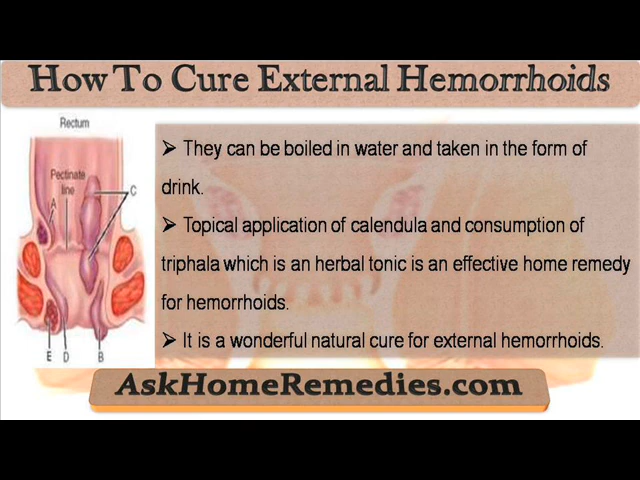 How To Cure External Hemorrhoids
Rectum
Pectinate
line
A
C
E
D
B
➢ They can be boiled in water and taken in the form of
drink.
➢ Topical application of calendula and consumption of
triphala which is an herbal tonic is an effective home remedy
for hemorrhoids.
➢ It is a wonderful natural cure for external hemorrhoids.
AskHomeRemedies.com